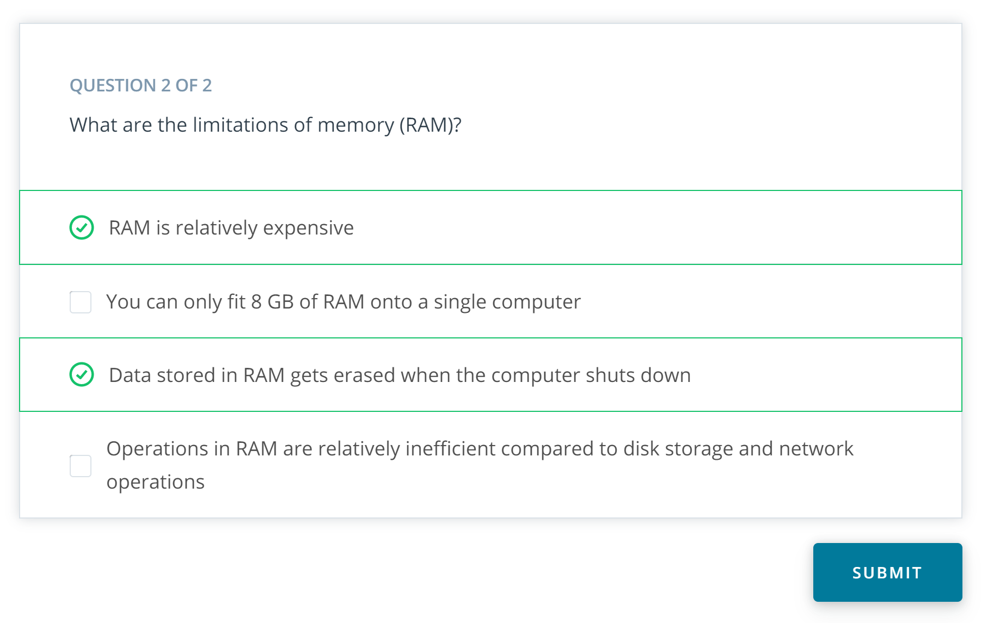 QUESTION 2 OF 2
What are the limitations of memory (RAM)?
RAM is relatively expensive
You can only fit 8 GB of RAM onto a single computer
Data stored in RAM gets erased when the computer shuts down
Operations in RAM are relatively inefficient compared to disk storage and network
operations
SUBMIT